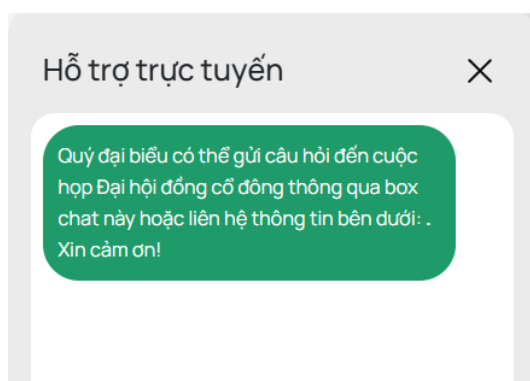 Hỗ trợ trực tuyến
Quý đại biểu có thể gửi câu hỏi đến cuộc
họp Đại hội đồng cổ đông thông qua box
chat này hoặc liên hệ thông tin bên dưới: .
Xin cảm ơn!